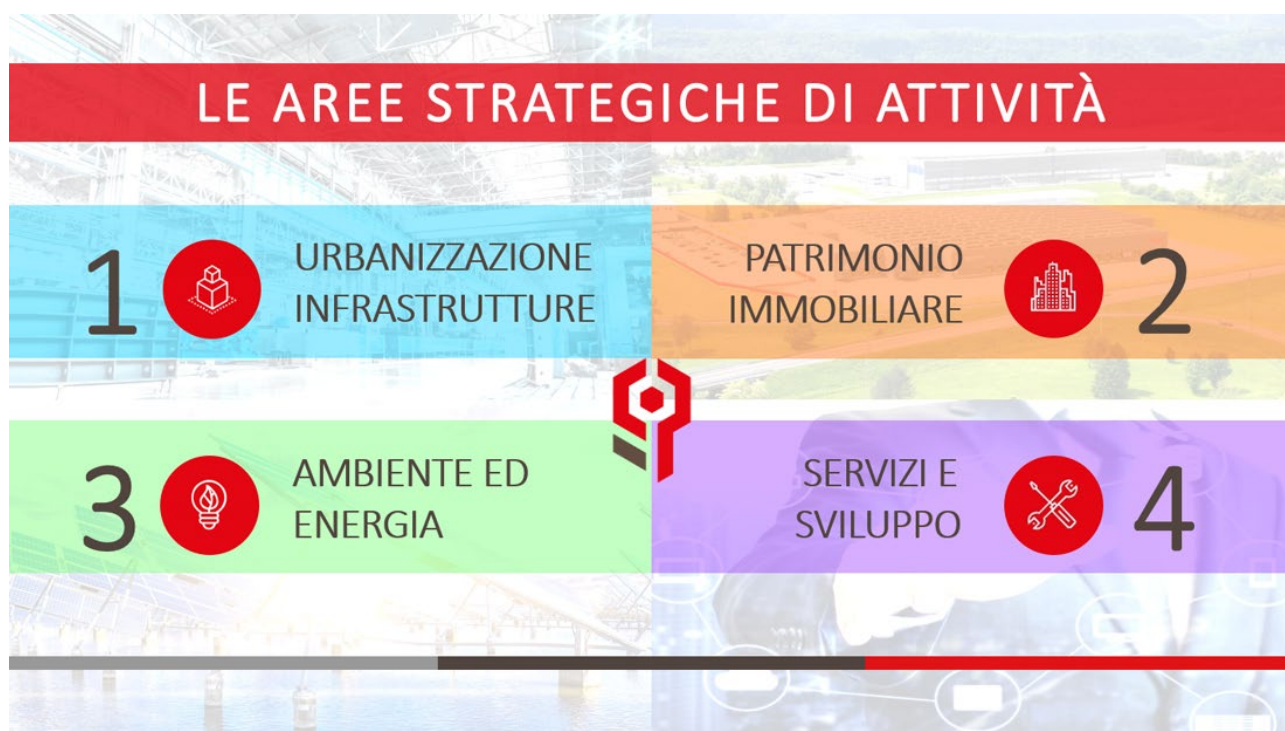 LE AREE STRATEGICHE DI ATTIVITÀ
1
URBANIZZAZIONE
INFRASTRUTTURE
PATRIMONIO
IMMOBILIARE
2
3
AMBIENTE ED
ENERGIA
SERVIZI E
SVILUPPO
4